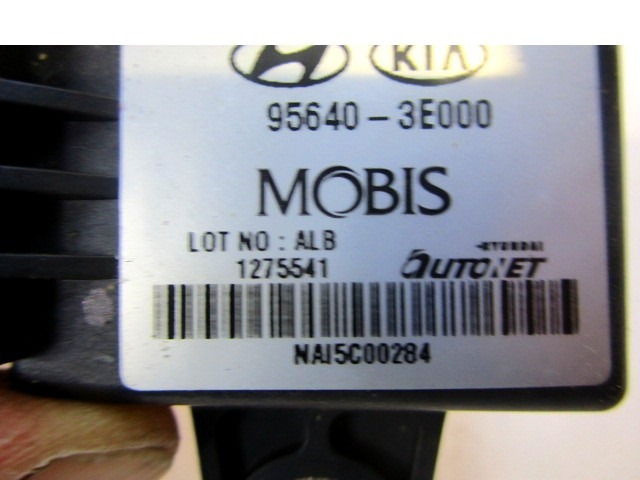 KIA
95640-3E000
MOBIS
LOT NO : ALB
1275541
HYUNDAI
AUTONET
NAI5C00284